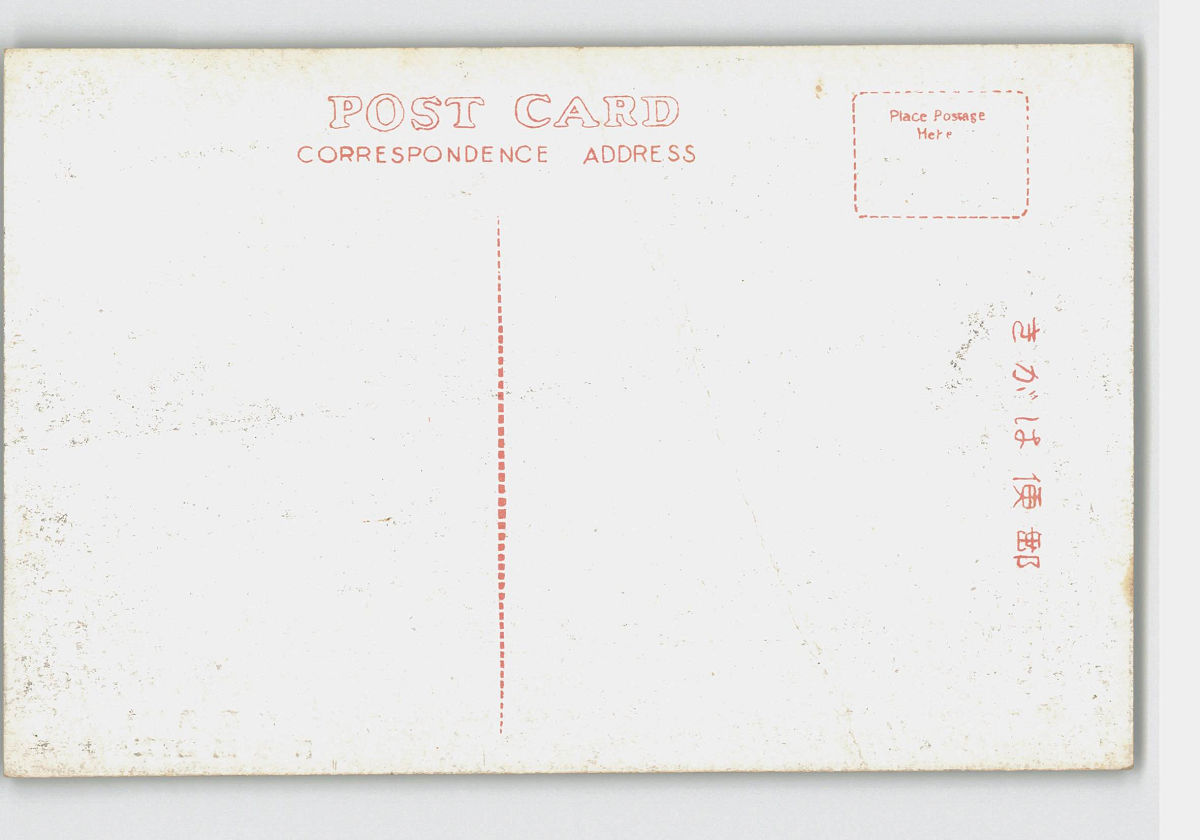 POST CARD
CORRESPONDENCE ADDRESS
Place Postage
Here
きがは便郵